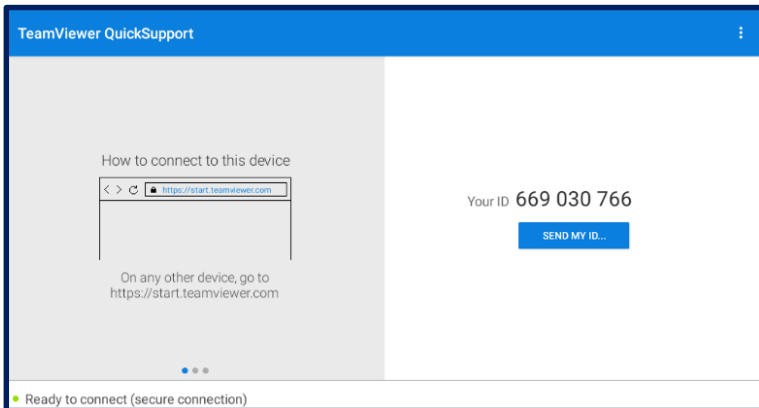 TeamViewer QuickSupport
How to connect to this device
https://start.teamviewer.com
On any other device, go to
https://start.teamviewer.com
Your ID 669 030 766
SEND MY ID...
Ready to connect (secure connection)